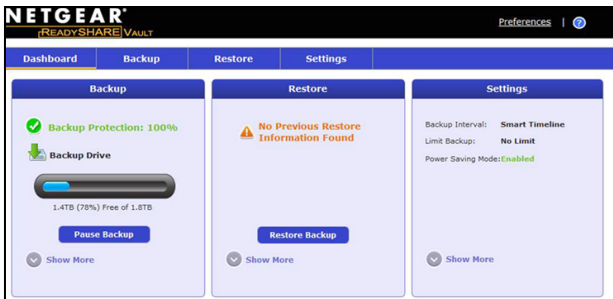 NETGEAR®
READYSHARE VAULT
Preferences | ?
Dashboard Backup Restore Settings
Backup
Backup Protection: 100%
Backup Drive
1.4TB (78%) Free of 1.8TB
Pause Backup
Show More
Restore
No Previous Restore
Information Found
Restore Backup
Show More
Settings
Backup Interval: Smart Timeline
Limit Backup: No Limit
Power Saving Mode:Enabled
Show More